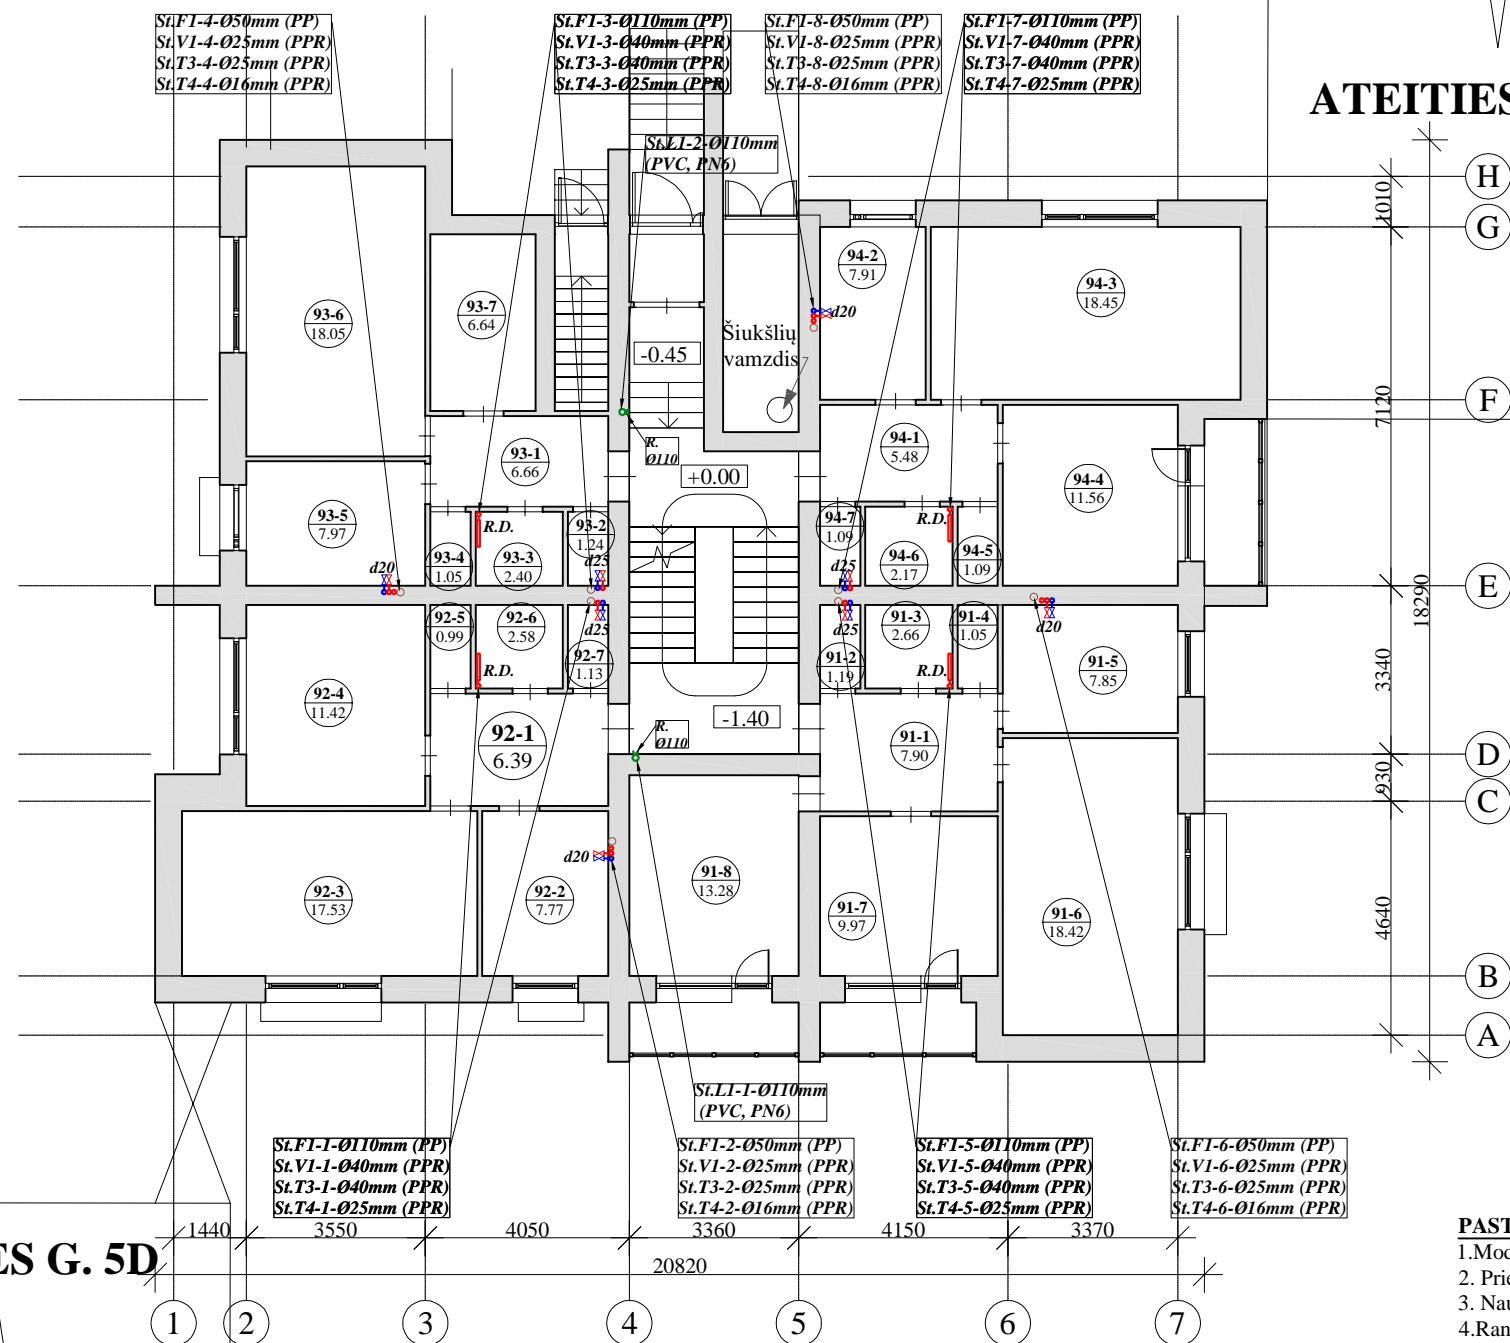 St.F1-4-Ø50mm (PP)
St.V1-4-Ø25mm (PPR)
St.T3-4-Ø25mm (PPR)
St.T4-4-Ø16mm (PPR)
St.F1-3-Ø110mm (PP)
St.V1-3-Ø40mm (PPR)
St.T3-3-Ø40mm (PPR)
St.T4-3-Ø25mm (PPR)
St.F1-8-Ø50mm (PP)
St.V1-8-Ø25mm (PPR)
St.T3-8-Ø25mm (PPR)
St.T4-8-Ø16mm (PPR)
St.F1-7-Ø110mm (PP)
St.V1-7-Ø40mm (PPR)
St.T3-7-Ø40mm (PPR)
St.T4-7-Ø25mm (PPR)
ATEITIES
St.L1-2-Ø110mm
(PVC, PN6)
H
1010
G
94-2
7.91
94-3
18.45
93-6
18.05
93-7
6.64
d20
Šiukšlių
vamzdis
-0.45
F
7120
R.
Ø110
93-1
6.66
94-1
5.48
+0.00
94-4
11.56
93-5
7.97
R.D.
93-2
1.24
94-7
1.09
R.D.
d20
93-4
1.05
93-3
2.40
d25
d25
94-6
2.17
94-5
1.09
E
18290
92-5
0.99
92-6
2.58
d25
d25
91-3
2.66
91-4
1.05
d20
R.D.
92-7
1.13
91-2
1.19
R.D.
91-5
7.85
3340
92-4
11.42
92-1
6.39
-1.40
R.
Ø110
91-1
7.90
D
930
C
d20
92-3
17.53
92-2
7.77
91-8
13.28
91-7
9.97
91-6
18.42
4640
B
A
St.L1-1-Ø110mm
(PVC, PN6)
St.F1-1-Ø110mm (PP)
St.V1-1-Ø40mm (PPR)
St.T3-1-Ø40mm (PPR)
St.T4-1-Ø25mm (PPR)
St.F1-2-Ø50mm (PP)
St.V1-2-Ø25mm (PPR)
St.T3-2-Ø25mm (PPR)
St.T4-2-Ø16mm (PPR)
St.F1-5-Ø110mm (PP)
St.V1-5-Ø40mm (PPR)
St.T3-5-Ø40mm (PPR)
St.T4-5-Ø25mm (PPR)
St.F1-6-Ø50mm (PP)
St.V1-6-Ø25mm (PPR)
St.T3-6-Ø25mm (PPR)
St.T4-6-Ø16mm (PPR)
1440 3550 4050 3360 4150 3370
20820
ES G. 5D
1 2 3 4 5 6 7
PAST
1.Mod
2. Prie
3. Nau
4.Ram